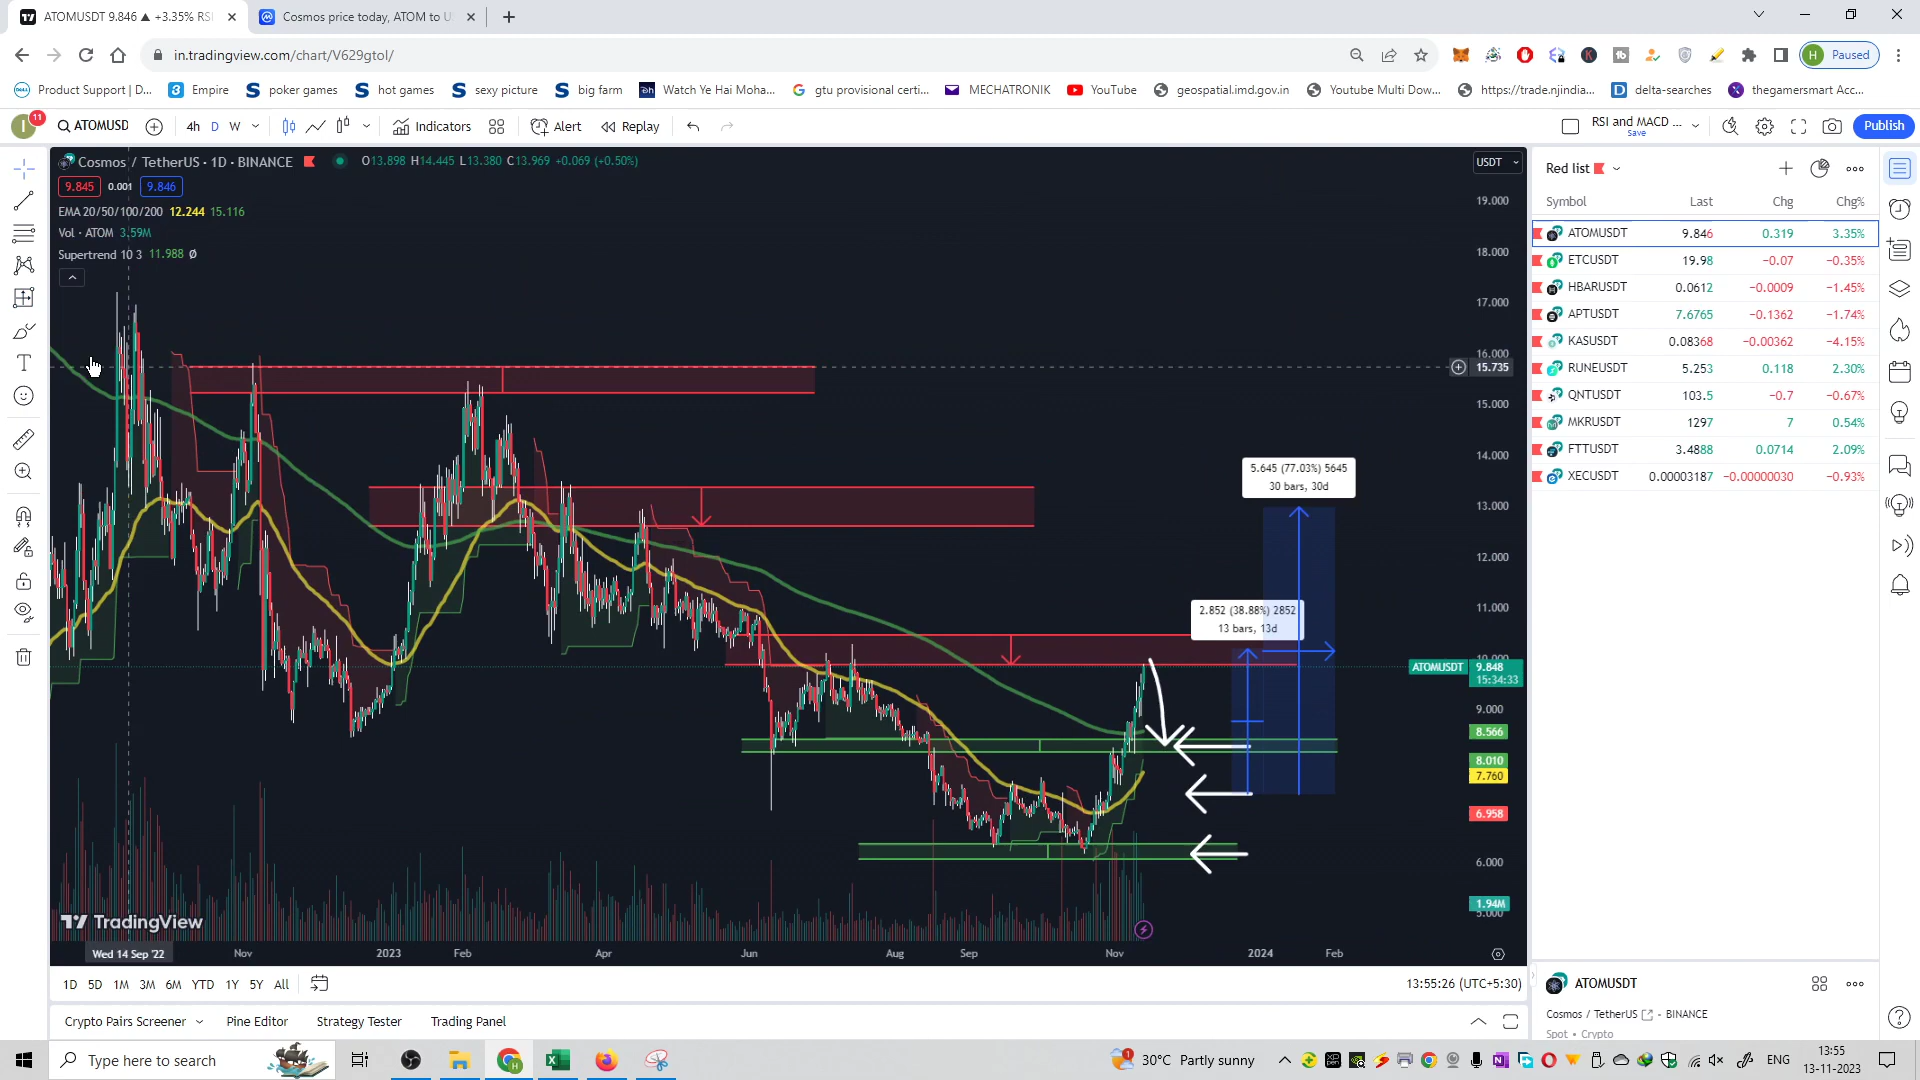 ATOMUSDT 9.846 ▲ +3.35% RSI
Cosmos price today, ATOM to U
in.tradingview.com/chart/V629gtol/
H Paused
Product Support | D...
Empire
poker games
hot games
sexy picture
big farm
Watch Ye Hai Moha...
gtu provisional certi...
MECHATRONIK
YouTube
geospatial.imd.gov.in
Youtube Multi Dow...
https://trade.njindia...
delta-searches
thegamersmart Acc...
I 11
ATOMUSD
4h D W
Indicators
Alert
Replay
RSI and MACD ...
Save
Publish
Cosmos / TetherUS · 1D · BINANCE
O13.898 H14.445 L13.380 C13.969 +0.069 (+0.50%)
USDT
9.845 0.001 9.846
EMA 20/50/100/200 12.244 15.116
Vol · ATOM 3.59M
Supertrend 10 3 11.988 Ø
19.000
18.000
17.000
16.000
15.735
15.000
14.000
13.000
12.000
11.000
10.000
ATOMUSDT 9.848
15:34:33
9.000
8.566
8.010
7.760
6.958
6.000
1.94M
5.000
5.645 (77.03%) 5645
30 bars, 30d
2.852 (38.88%) 2852
13 bars, 13d
TradingView
Wed 14 Sep '22
Nov
2023
Feb
Apr
Jun
Aug
Sep
Nov
2024
Feb
1D 5D 1M 3M 6M YTD 1Y 5Y All
13:55:26 (UTC+5:30)
Crypto Pairs Screener
Pine Editor
Strategy Tester
Trading Panel
Red list
Symbol Last Chg Chg%
ATOMUSDT 9.846 0.319 3.35%
ETCUSDT 19.98 −0.07 −0.35%
HBARUSDT 0.0612 −0.0009 −1.45%
APTUSDT 7.6765 −0.1362 −1.74%
KASUSDT 0.08368 −0.00362 −4.15%
RUNEUSDT 5.253 0.118 2.30%
QNTUSDT 103.5 −0.7 −0.67%
MKRUSDT 1297 7 0.54%
FTTUSDT 3.4888 0.0714 2.09%
XECUSDT 0.00003187 −0.00000030 −0.93%
ATOMUSDT
Cosmos / TetherUS - BINANCE
Spot • Crypto
Type here to search
30°C Partly sunny
ENG
13:55
13-11-2023